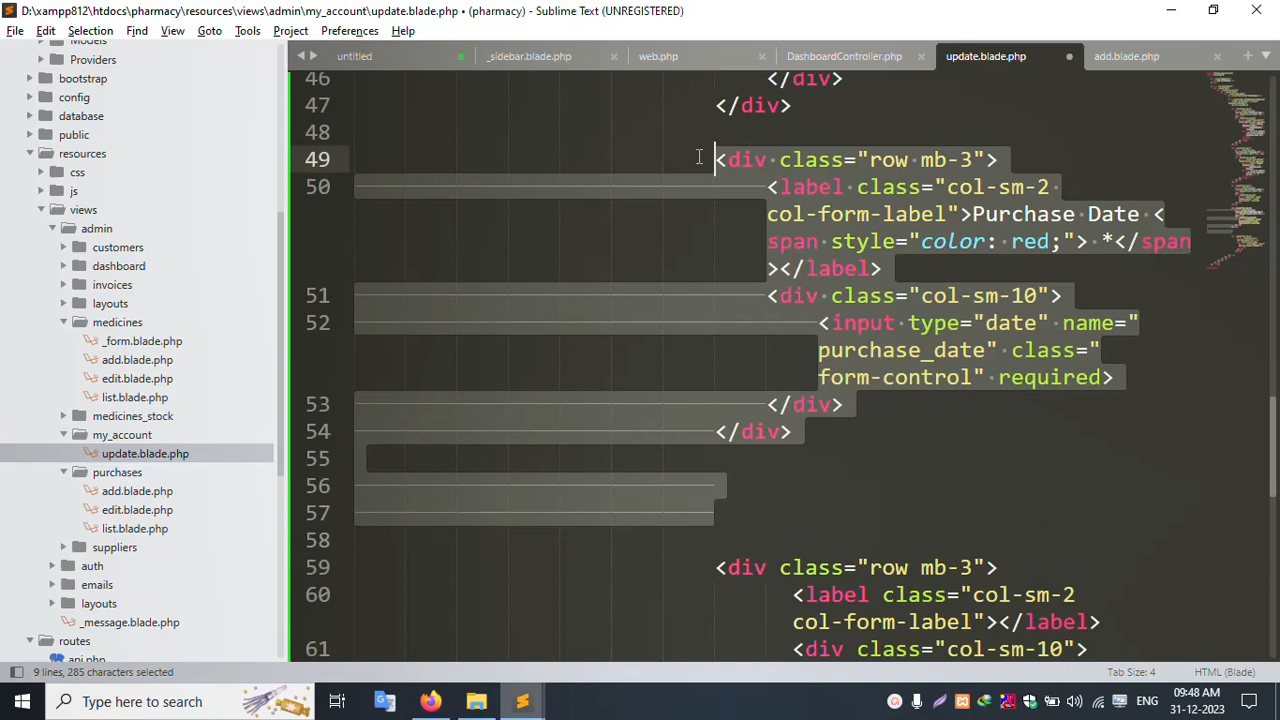 D:\xampp812\htdocs\pharmacy\resources\views\admin\my_account\update.blade.php • (pharmacy) - Sublime Text (UNREGISTERED)
File Edit Selection Find View Goto Tools Project Preferences Help
untitled _sidebar.blade.php web.php DashboardController.php update.blade.php add.blade.php
Models
Providers
bootstrap
config
database
public
resources
css
js
views
admin
customers
dashboard
invoices
layouts
medicines
_form.blade.php
add.blade.php
edit.blade.php
list.blade.php
medicines_stock
my_account
update.blade.php
purchases
add.blade.php
edit.blade.php
list.blade.php
suppliers
auth
emails
layouts
_message.blade.php
routes
api.php
46 </div>
47 </div>
48
49 <div class="row mb-3">
50 <label class="col-sm-2
col-form-label">Purchase Date <
span style="color: red;"> *</span
></label>
51 <div class="col-sm-10">
52 <input type="date" name="
purchase_date" class="
form-control" required>
53 </div>
54 </div>
55
56
57
58
59 <div class="row mb-3">
60 <label class="col-sm-2
col-form-label"></label>
61 <div class="col-sm-10">
9 lines, 285 characters selected Tab Size: 4 HTML (Blade)
Type here to search ENG 09:48 AM
31-12-2023